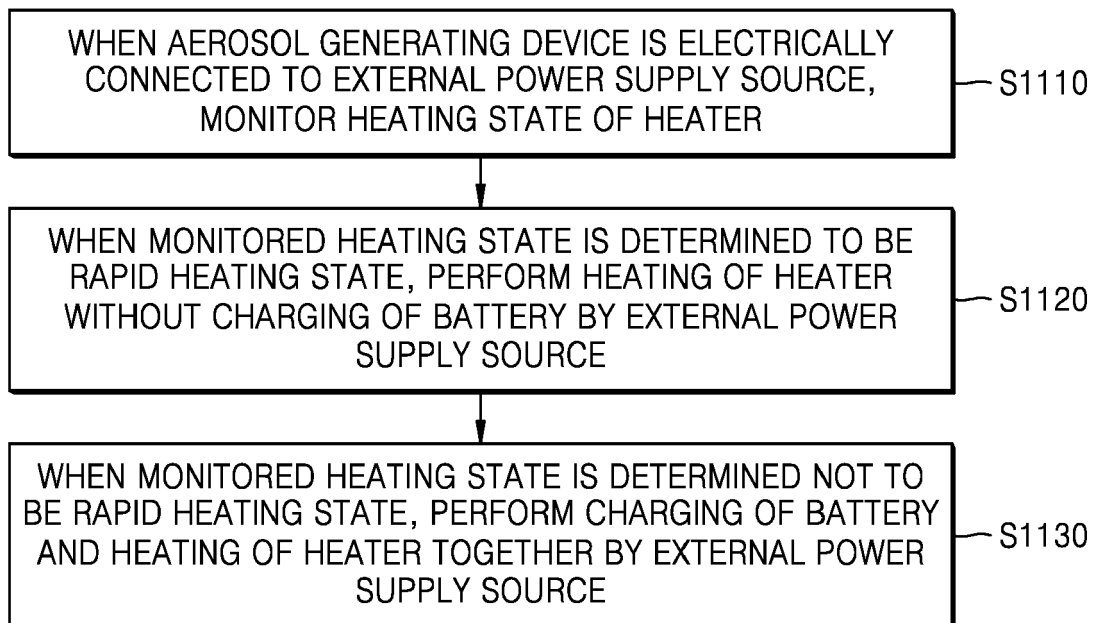 WHEN AEROSOL GENERATING DEVICE IS ELECTRICALLY
CONNECTED TO EXTERNAL POWER SUPPLY SOURCE,
MONITOR HEATING STATE OF HEATER
S1110
WHEN MONITORED HEATING STATE IS DETERMINED TO BE
RAPID HEATING STATE, PERFORM HEATING OF HEATER
WITHOUT CHARGING OF BATTERY BY EXTERNAL POWER
SUPPLY SOURCE
S1120
WHEN MONITORED HEATING STATE IS DETERMINED NOT TO
BE RAPID HEATING STATE, PERFORM CHARGING OF BATTERY
AND HEATING OF HEATER TOGETHER BY EXTERNAL POWER
SUPPLY SOURCE
S1130